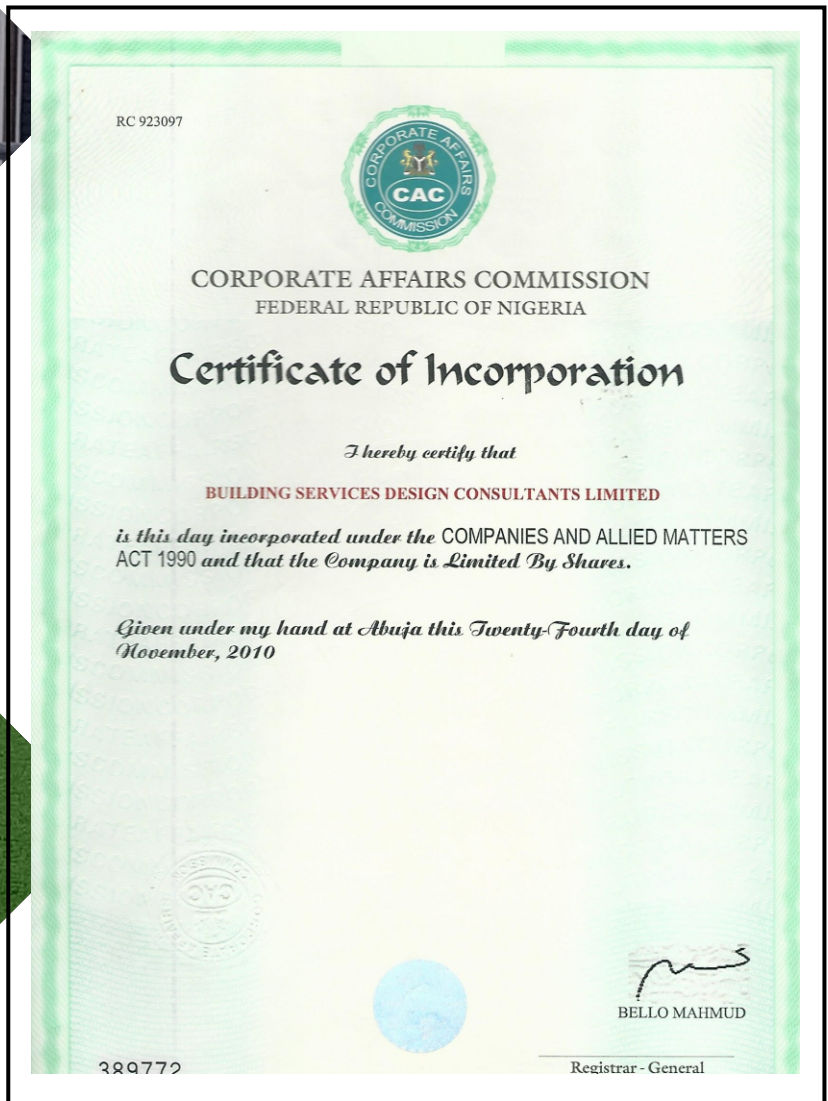 RC 923097
CORPORATE AFFAIRS
CAC
COMMISSION
CORPORATE AFFAIRS COMMISSION
FEDERAL REPUBLIC OF NIGERIA
Certificate of Incorporation
I hereby certify that
BUILDING SERVICES DESIGN CONSULTANTS LIMITED
is this day incorporated under the COMPANIES AND ALLIED MATTERS
ACT 1990 and that the Company is Limited By Shares.
Given under my hand at Abuja this Twenty-Fourth day of
November, 2010
CAC
BELLO MAHMUD
389772
Registrar - General